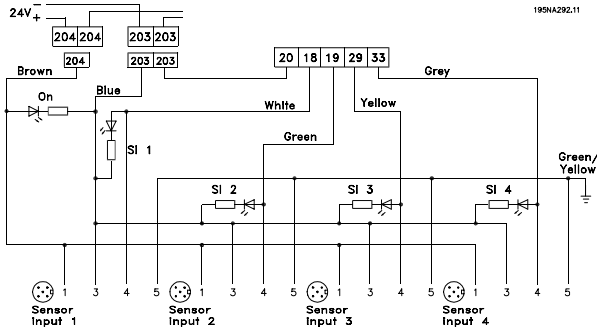 24V
-
+
195NA292.11
204 204 203 203
204 203 203 20 18 19 29 33
Brown
Blue
Grey
On
White
Yellow
Green
SI 1
Green/
Yellow
SI 2
SI 3
SI 4
1 3 4 5 1 3 4 5 1 3 4 5 1 3 5
Sensor
input 1
Sensor
input 2
Sensor
input 3
Sensor
input 4